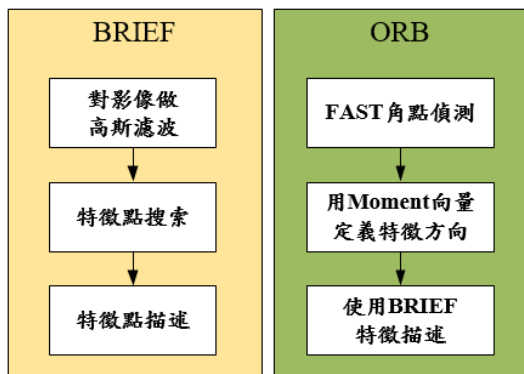 BRIEF
對影像做
高斯濾波
特徵點搜索
特徵點描述
ORB
FAST角點偵測
用Moment向量
定義特徵方向
使用BRIEF
特徵描述